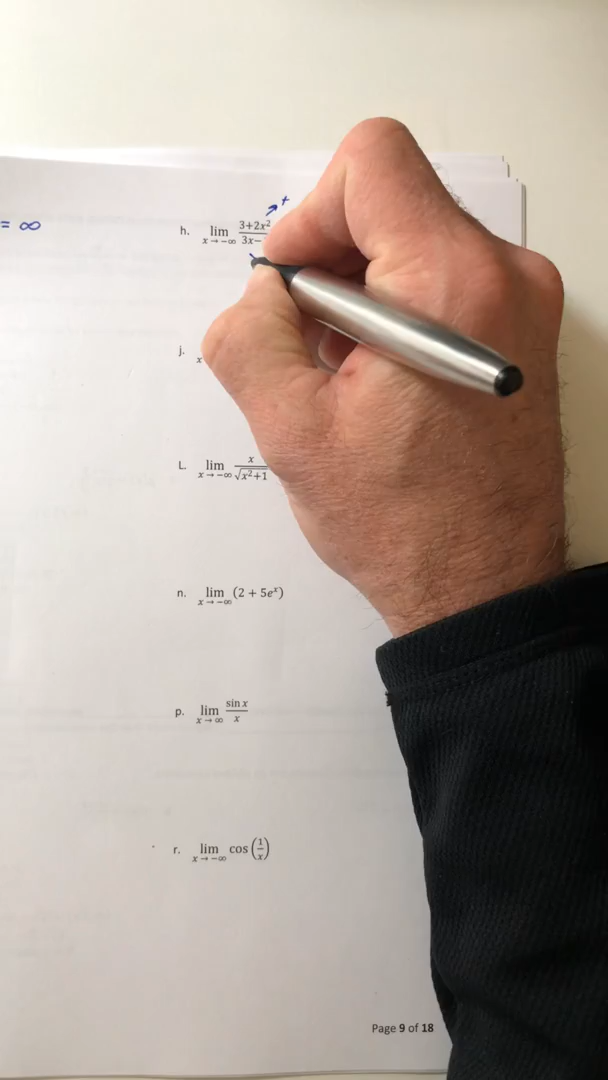 = ∞
+
h. lim x→−∞ 3+2x²/3x−
j. x
L. lim x→−∞ x/√x²+1
n. lim x→−∞ (2 + 5eˣ)
p. lim x→∞ sin x/x
r. lim x→−∞ cos (1/x)
Page 9 of 18